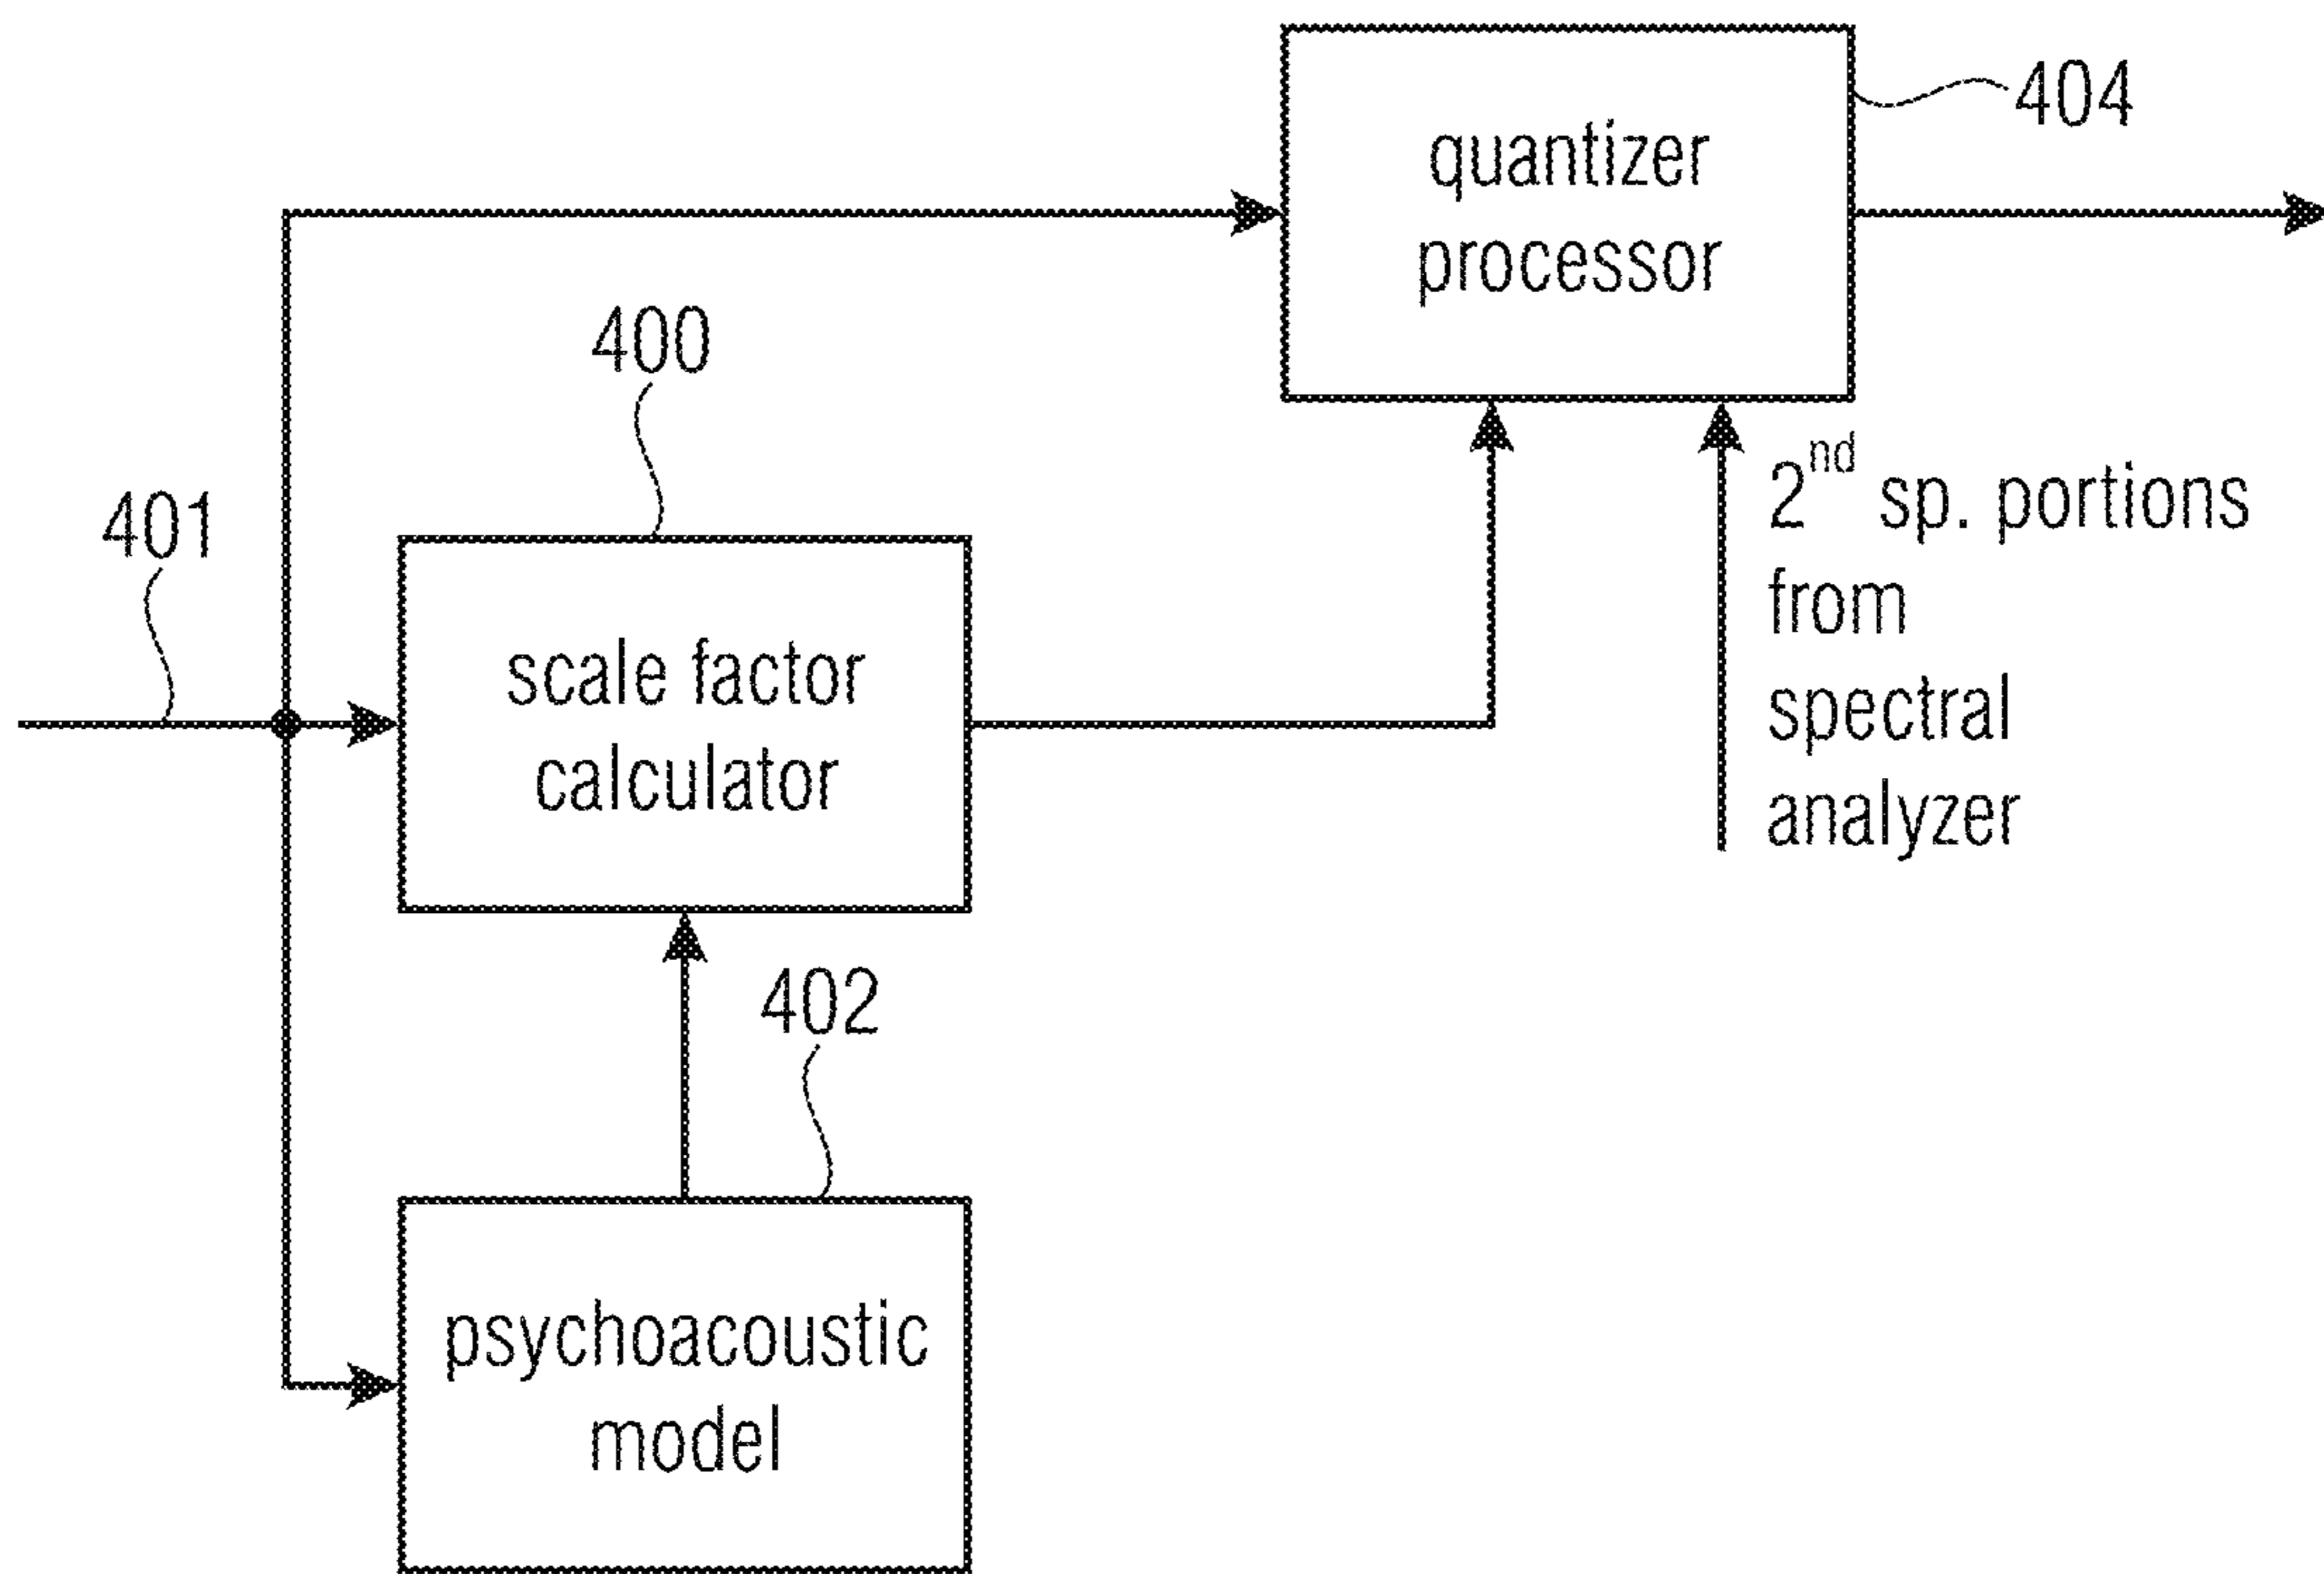 404
quantizer
processor
400
2nd sp. portions
from
spectral
analyzer
401
scale factor
calculator
402
psychoacoustic
model